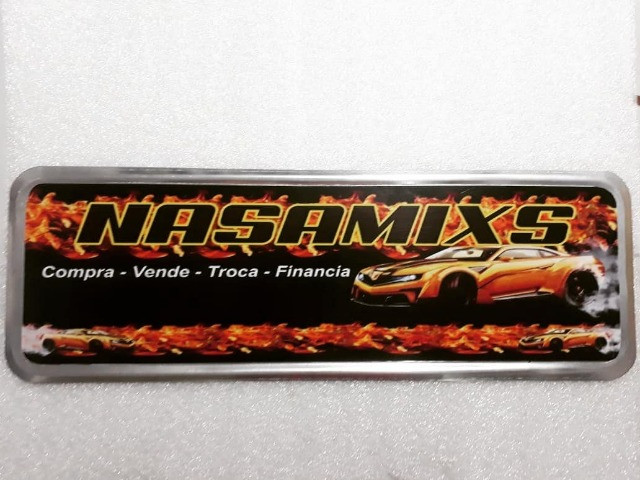 NASAMIXS
Compra - Vende - Troca - Financia